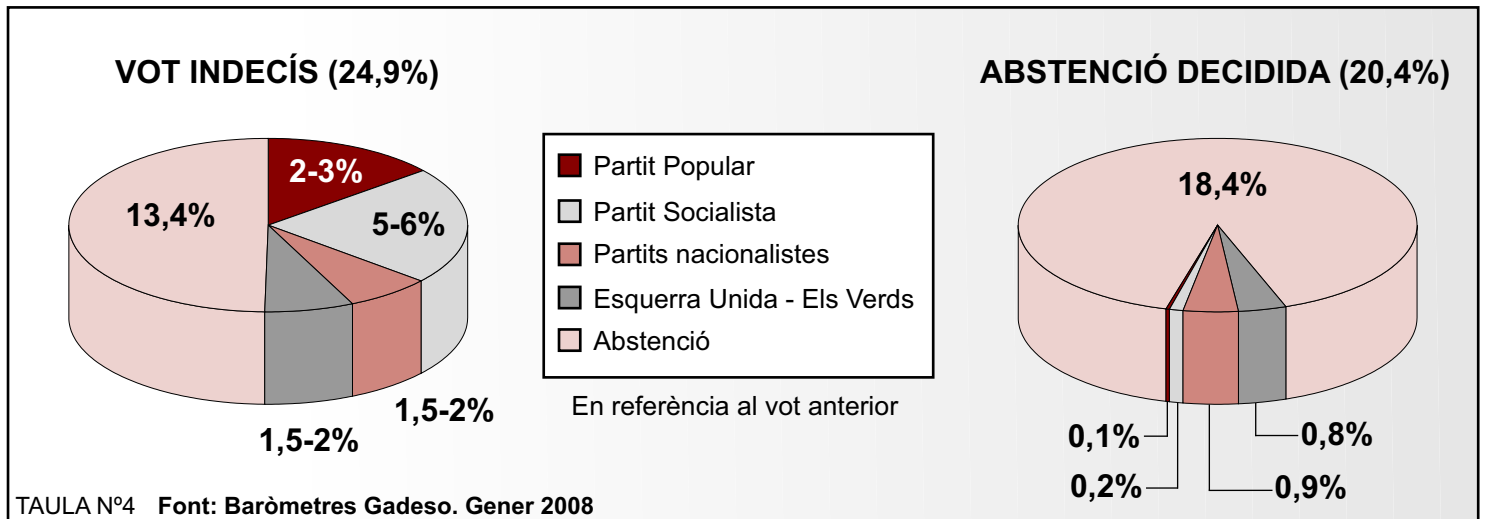 VOT INDECÍS (24,9%)
2-3%
13,4%
5-6%
1,5-2%
1,5-2%
Partit Popular
Partit Socialista
Partits nacionalistes
Esquerra Unida - Els Verds
Abstenció
En referència al vot anterior
ABSTENCIÓ DECIDIDA (20,4%)
18,4%
0,1%
0,8%
0,2%
0,9%
TAULA Nº4 Font: Baròmetres Gadeso. Gener 2008